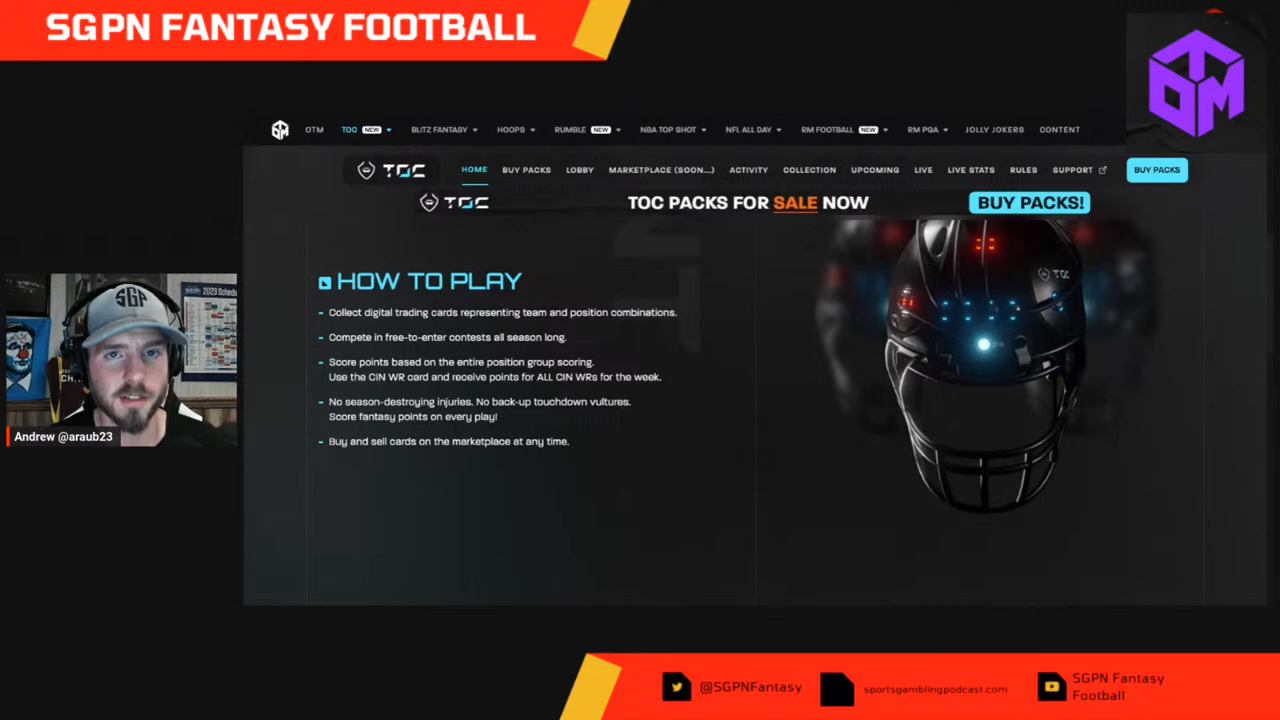 SGPN FANTASY FOOTBALL
OTM
OTM TOC NEW BLITZ FANTASY HOOPS RUMBLE NEW NBA TOP SHOT NFL ALL DAY RM FOOTBALL NEW RM PGA JOLLY JOKERS CONTENT
TOC HOME BUY PACKS LOBBY MARKETPLACE (SOON...) ACTIVITY COLLECTION UPCOMING LIVE LIVE STATS RULES SUPPORT BUY PACKS
TOC TOC PACKS FOR SALE NOW BUY PACKS!
HOW TO PLAY
- Collect digital trading cards representing team and position combinations.
- Compete in free-to-enter contests all season long.
- Score points based on the entire position group scoring.
Use the CIN WR card and receive points for ALL CIN WRs for the week.
- No season-destroying injuries. No back-up touchdown vultures.
Score fantasy points on every play!
- Buy and sell cards on the marketplace at any time.
TOC
SGP
2023 Schedu
Andrew @araub23
@SGPNFantasy
sportsgamblingpodcast.com
SGPN Fantasy
Football